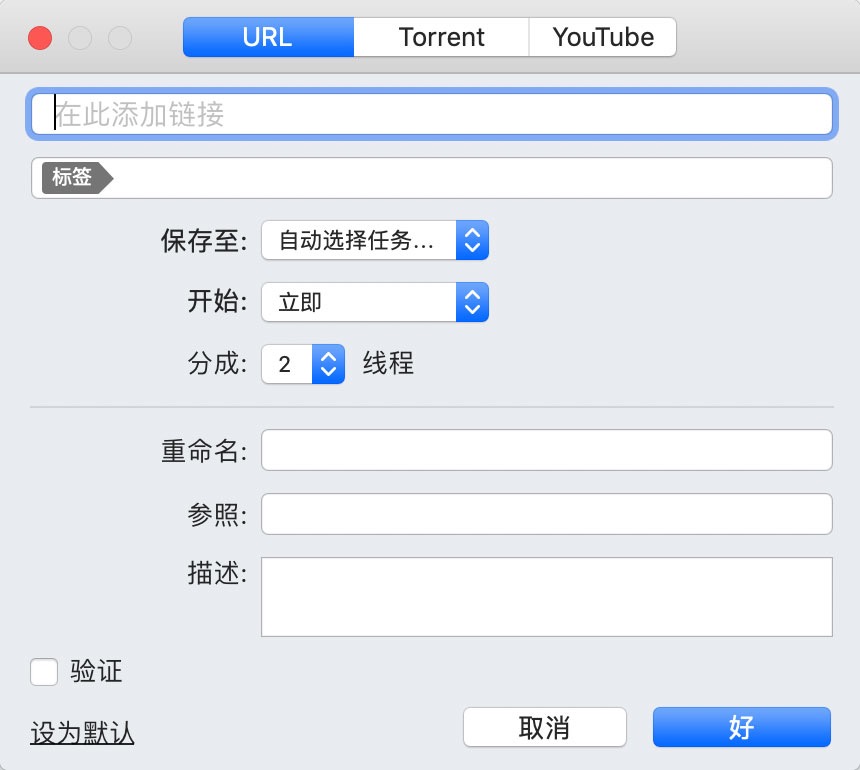 URL Torrent YouTube
在此添加链接
标签
保存至: 自动选择任务...
开始: 立即
分成: 2 线程
重命名:
参照:
描述:
验证
设为默认 取消 好